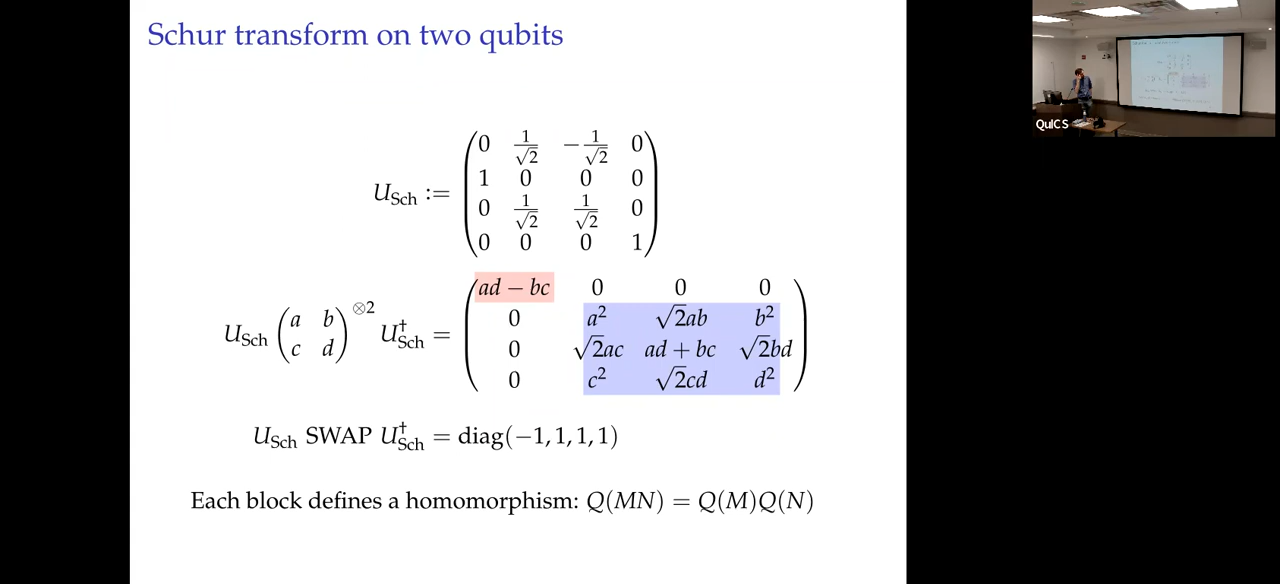 Schur transform on two qubits
U_Sch := ( 0 1/√2 −1/√2 0
1 0 0 0
0 1/√2 1/√2 0
0 0 0 1 )
U_Sch ( a b
c d )^⊗2 U†_Sch = ( ad − bc 0 0 0
0 a² √2ab b²
0 √2ac ad + bc √2bd
0 c² √2cd d² )
U_Sch SWAP U†_Sch = diag(−1, 1, 1, 1)
Each block defines a homomorphism: Q(MN) = Q(M)Q(N)
QuICS